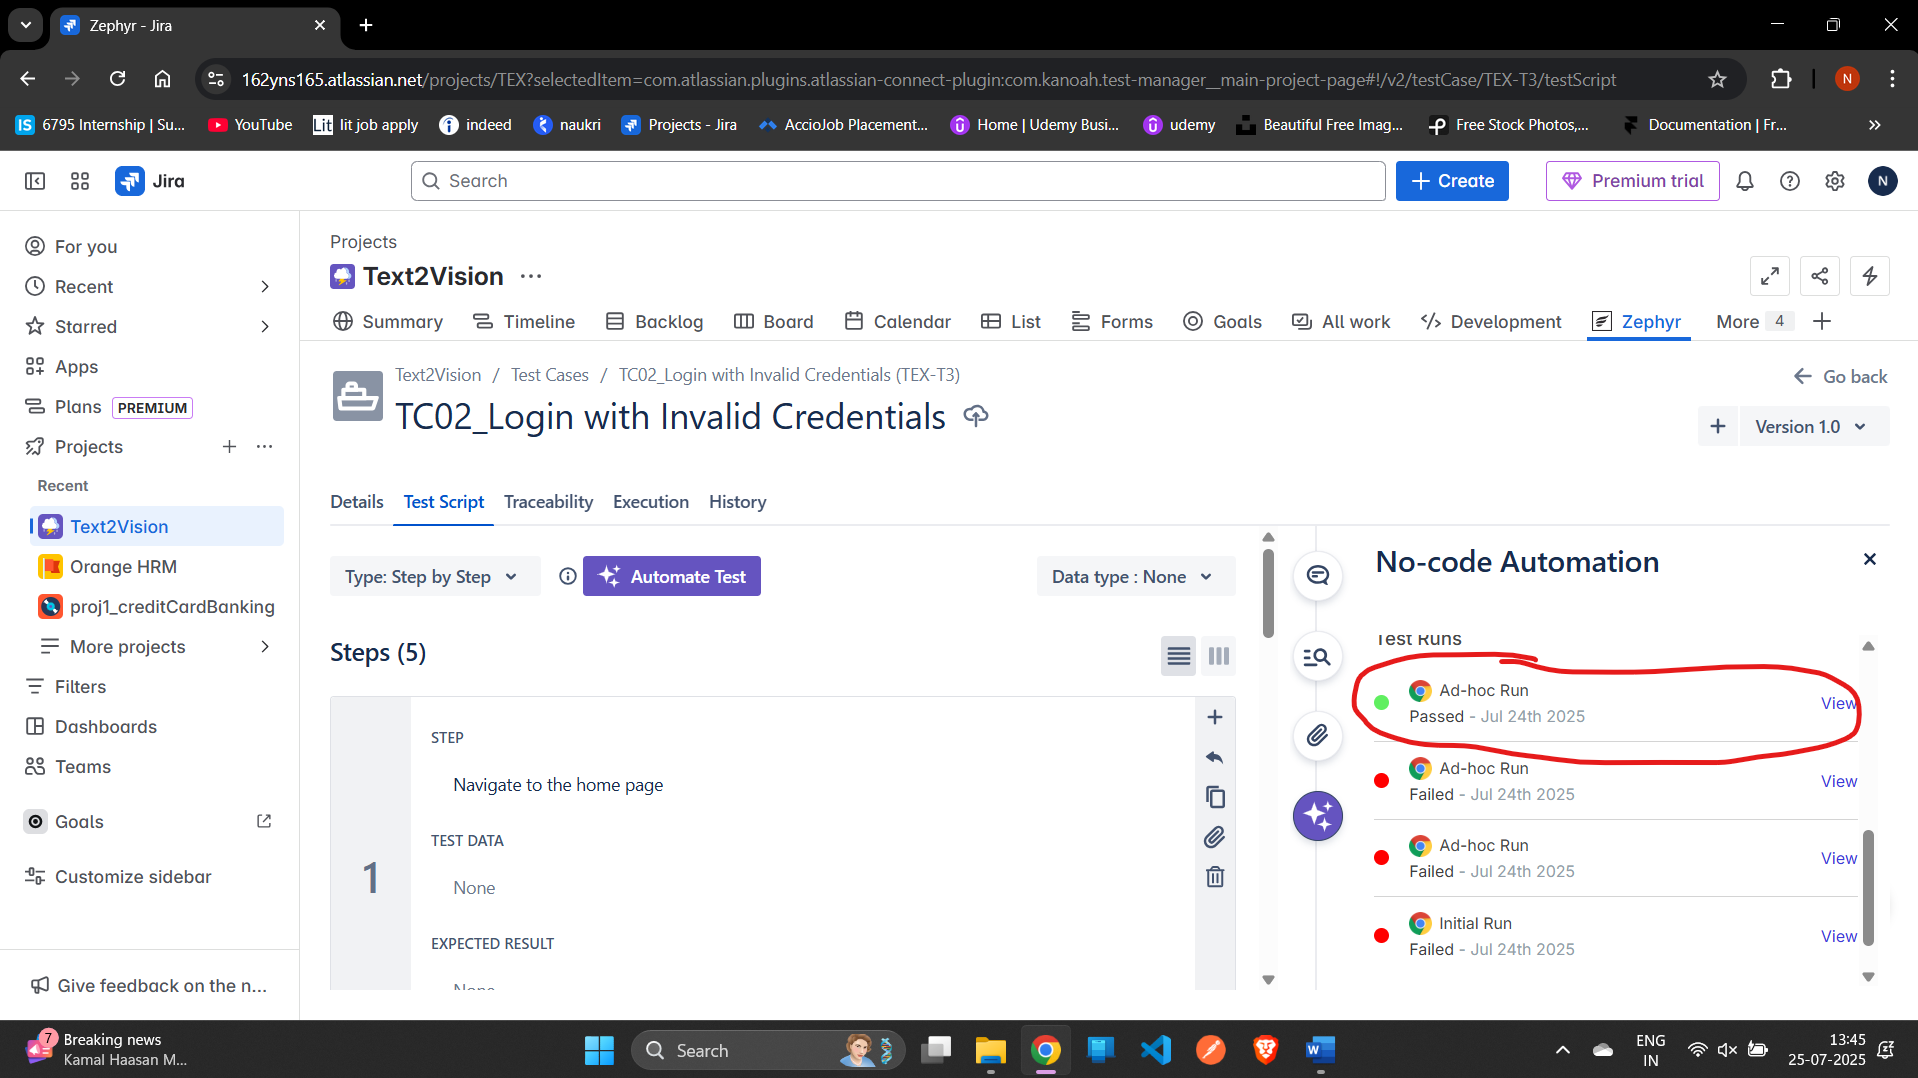 Zephyr - Jira
162yns165.atlassian.net/projects/TEX?selectedItem=com.atlassian.plugins.atlassian-connect-plugin:com.kanoah.test-manager__main-project-page#!/v2/testCase/TEX-T3/testScript
N
IS 6795 Internship | Su...
YouTube
Lit lit job apply
indeed
naukri
Projects - Jira
AccioJob Placement...
Home | Udemy Busi...
udemy
Beautiful Free Imag...
Free Stock Photos,...
Documentation | Fr...
Jira
Search
Create
Premium trial
N
For you
Recent
Starred
Apps
Plans PREMIUM
Projects
Recent
Text2Vision
Orange HRM
proj1_creditCardBanking
More projects
Filters
Dashboards
Teams
Goals
Customize sidebar
Give feedback on the n...
Projects
Text2Vision
Summary
Timeline
Backlog
Board
Calendar
List
Forms
Goals
All work
Development
Zephyr
More 4
Text2Vision / Test Cases / TC02_Login with Invalid Credentials (TEX-T3)
Go back
TC02_Login with Invalid Credentials
Version 1.0
Details
Test Script
Traceability
Execution
History
Type: Step by Step
Automate Test
Data type : None
Steps (5)
1
STEP
Navigate to the home page
TEST DATA
None
EXPECTED RESULT
None
No-code Automation
Test Runs
Ad-hoc Run
Passed - Jul 24th 2025
View
Ad-hoc Run
Failed - Jul 24th 2025
View
Ad-hoc Run
Failed - Jul 24th 2025
View
Initial Run
Failed - Jul 24th 2025
View
7
Breaking news
Kamal Haasan M...
Search
ENG
IN
13:45
25-07-2025